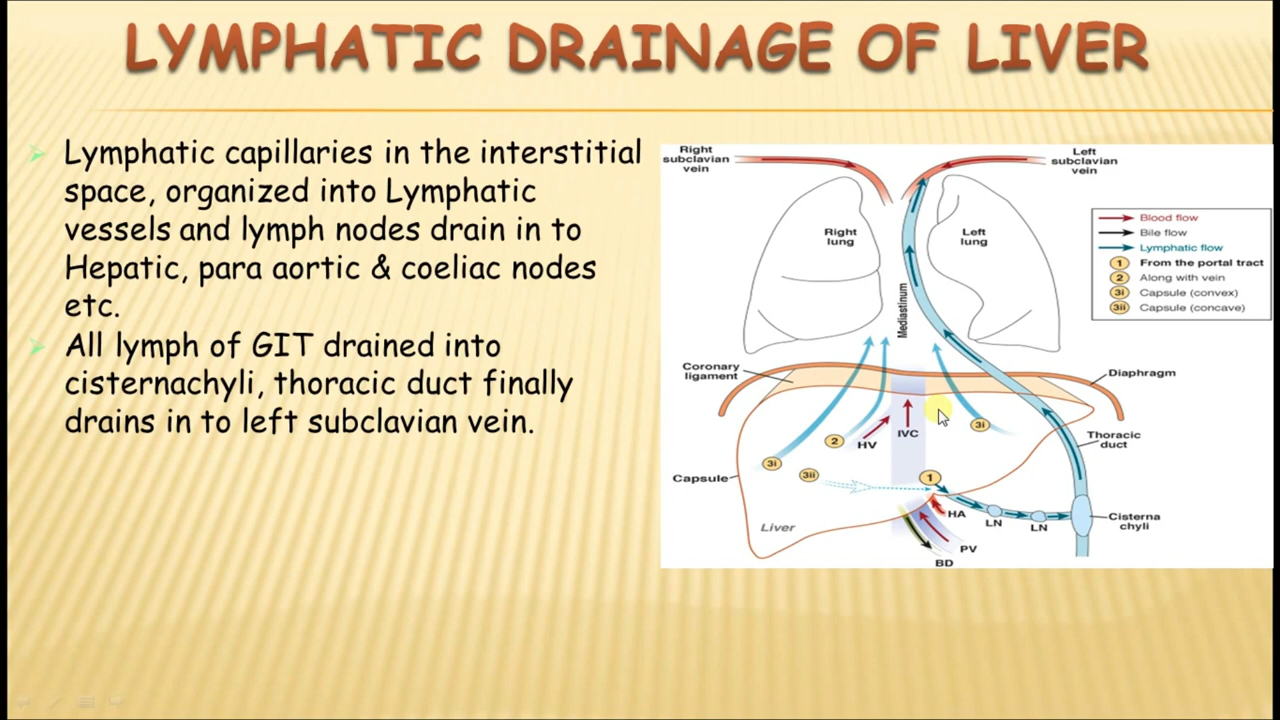 LYMPHATIC DRAINAGE OF LIVER
Lymphatic capillaries in the interstitial
space, organized into Lymphatic
vessels and lymph nodes drain in to
Hepatic, para aortic & coeliac nodes
etc.
All lymph of GIT drained into
cisternachyli, thoracic duct finally
drains in to left subclavian vein.
Right
subclavian
vein
Left
subclavian
vein
Right
lung
Left
lung
Mediastinum
Blood flow
Bile flow
Lymphatic flow
1 From the portal tract
2 Along with vein
3i Capsule (convex)
3ii Capsule (concave)
Coronary
ligament
Diaphragm
2
HV
IVC
3i
Thoracic
duct
3i
3ii
1
Capsule
HA
LN
LN
Cisterna
chyli
Liver
PV
BD